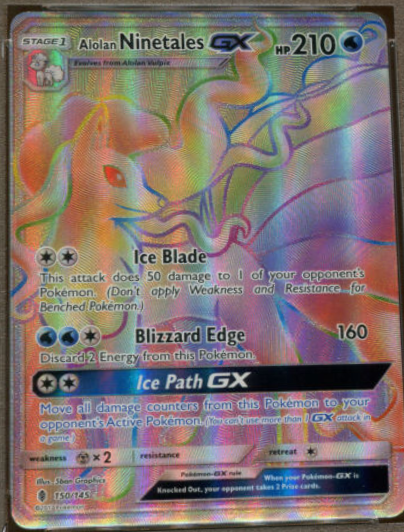 STAGE 1 Alolan Ninetales GX HP 210
Evolves from Alolan Vulpix
Ice Blade
This attack does 50 damage to 1 of your opponent's
Pokémon. (Don't apply Weakness and Resistance for
Benched Pokémon.)
Blizzard Edge 160
Discard 2 Energy from this Pokémon.
Ice Path GX
Move all damage counters from this Pokémon to your
opponent's Active Pokémon. (You can't use more than 1 GX attack in
a game.)
weakness ×2 resistance retreat
Pokémon-GX rule When your Pokémon-GX is
Knocked Out, your opponent takes 2 Prize cards.
Illus. 5ban Graphics
150/145